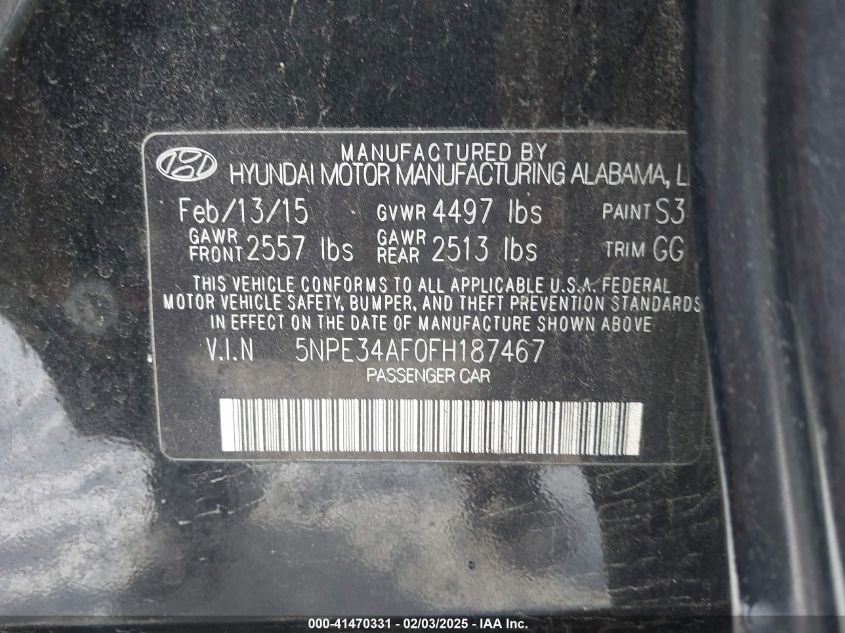 MANUFACTURED BY
HYUNDAI MOTOR MANUFACTURING ALABAMA,
Feb/13/15 GVWR 4497 lbs PAINT S3
GAWR FRONT 2557 lbs GAWR REAR 2513 lbs TRIM GG
THIS VEHICLE CONFORMS TO ALL APPLICABLE U.S.A. FEDERAL
MOTOR VEHICLE SAFETY, BUMPER, AND THEFT PREVENTION STANDARDS
IN EFFECT ON THE DATE OF MANUFACTURE SHOWN ABOVE
V.I.N 5NPE34AF0FH187467
PASSENGER CAR
000-41470331 - 02/03/2025 - IAA Inc.